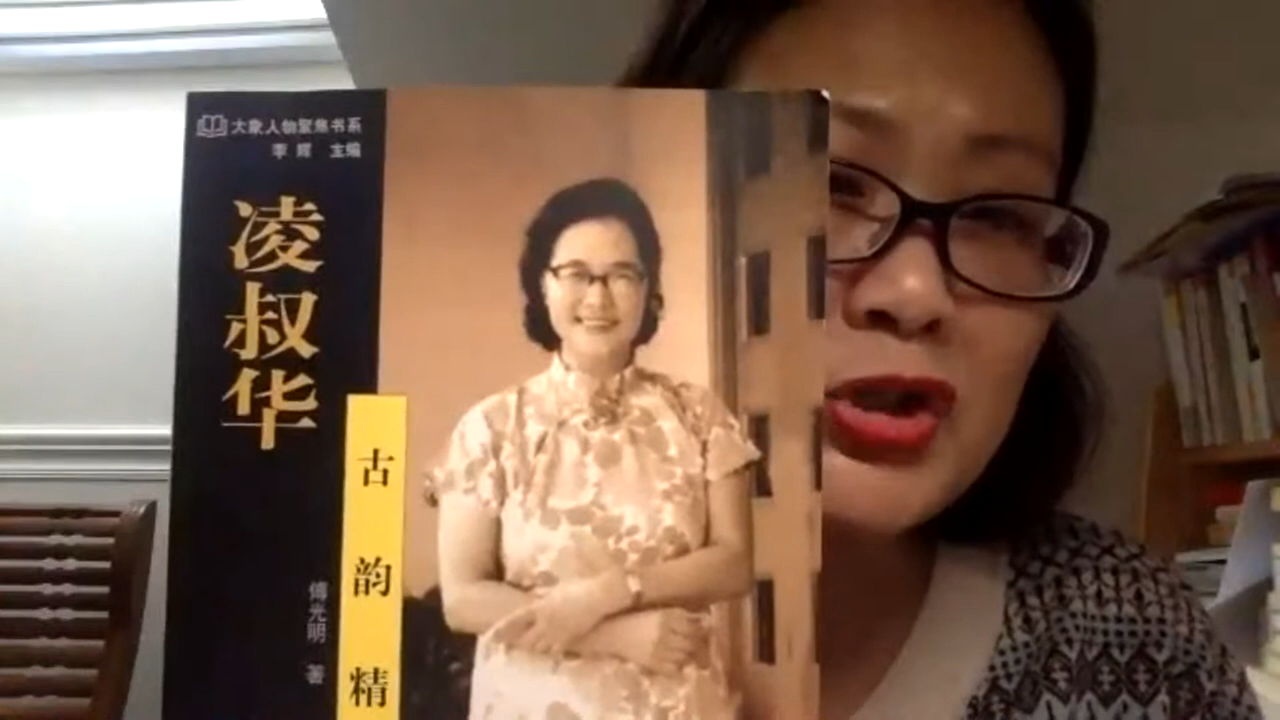 大象人物聚焦书系
李辉 主编
凌叔华
古韵精
傅光明 著